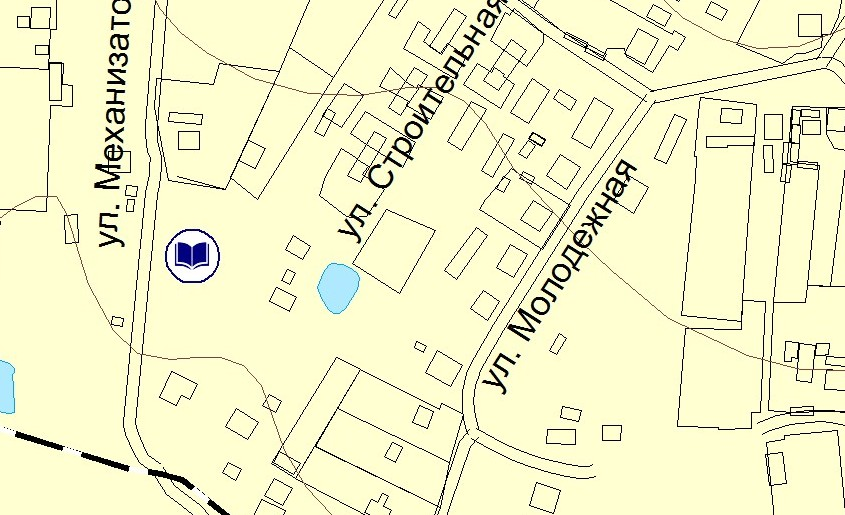 ул. Механизато
ул. Строительная
ул. Молодежная